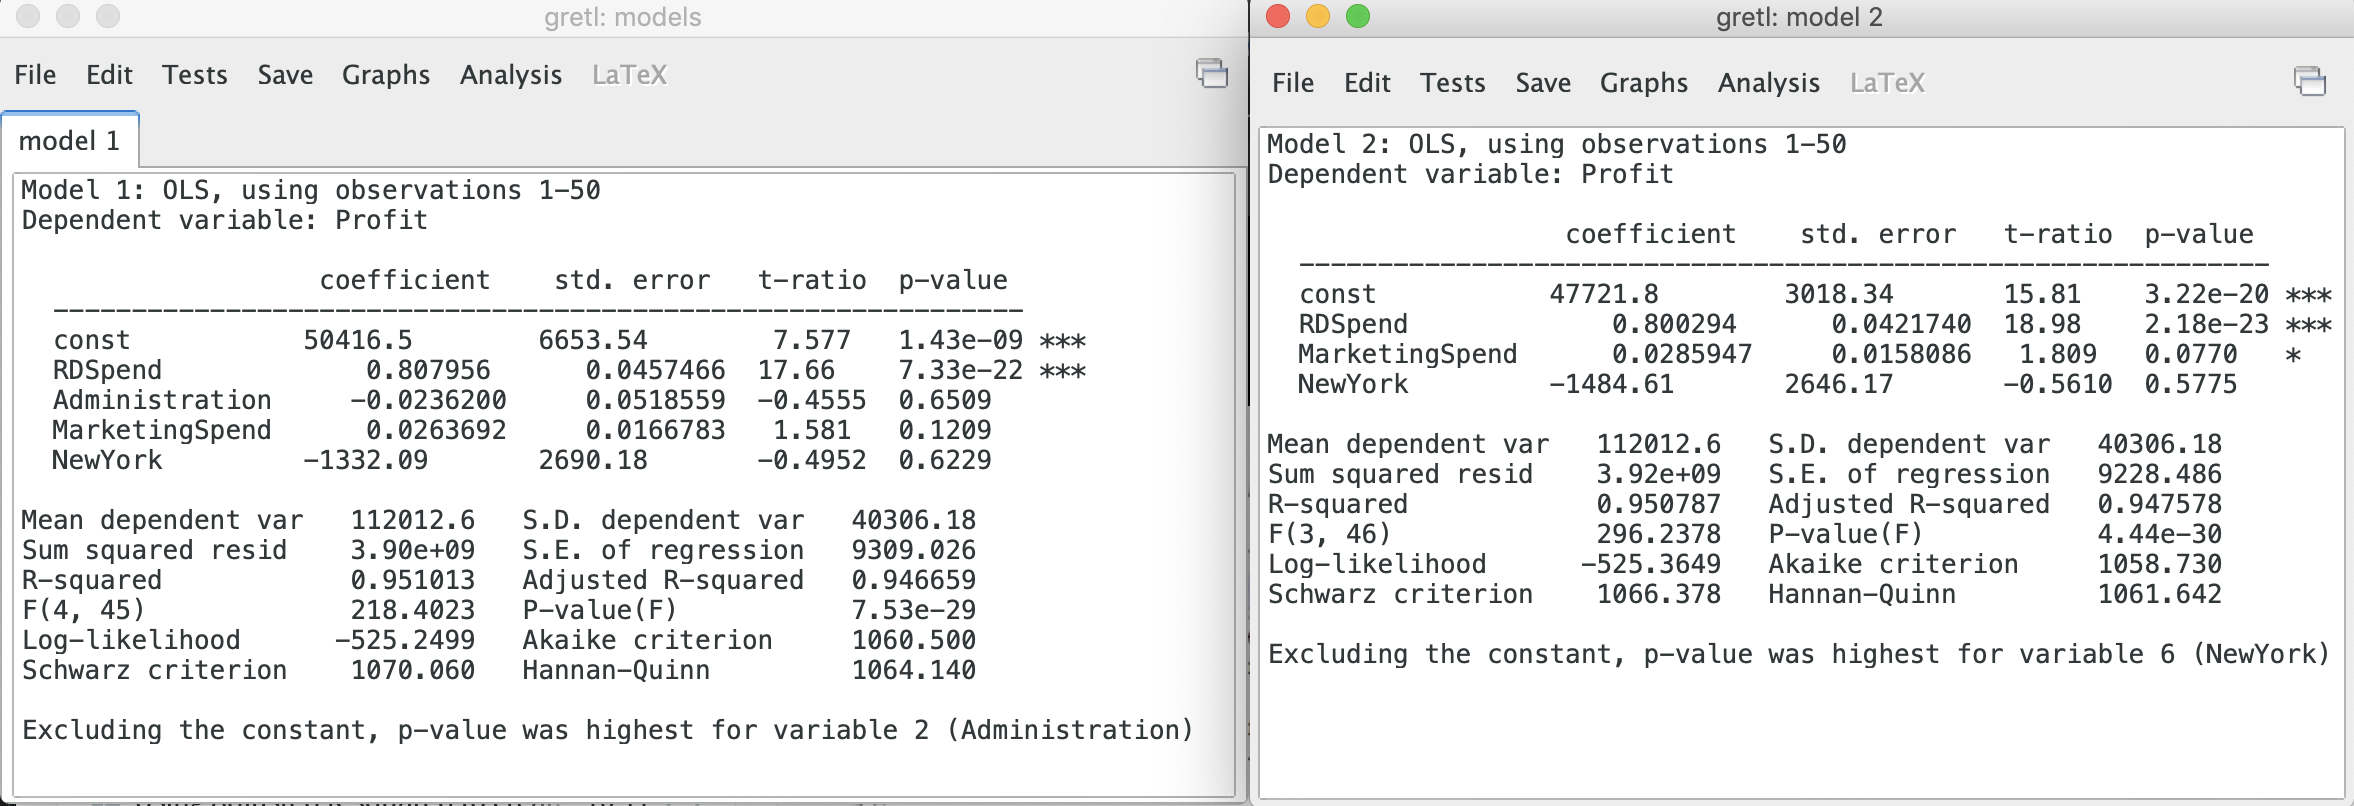 gretl: models
File Edit Tests Save Graphs Analysis LaTeX
model 1
Model 1: OLS, using observations 1-50
Dependent variable: Profit
coefficient std. error t-ratio p-value
const 50416.5 6653.54 7.577 1.43e-09 ***
RDSpend 0.807956 0.0457466 17.66 7.33e-22 ***
Administration -0.0236200 0.0518559 -0.4555 0.6509
MarketingSpend 0.0263692 0.0166783 1.581 0.1209
NewYork -1332.09 2690.18 -0.4952 0.6229
Mean dependent var 112012.6 S.D. dependent var 40306.18
Sum squared resid 3.90e+09 S.E. of regression 9309.026
R-squared 0.951013 Adjusted R-squared 0.946659
F(4, 45) 218.4023 P-value(F) 7.53e-29
Log-likelihood -525.2499 Akaike criterion 1060.500
Schwarz criterion 1070.060 Hannan-Quinn 1064.140
Excluding the constant, p-value was highest for variable 2 (Administration)
gretl: model 2
File Edit Tests Save Graphs Analysis LaTeX
Model 2: OLS, using observations 1-50
Dependent variable: Profit
coefficient std. error t-ratio p-value
const 47721.8 3018.34 15.81 3.22e-20 ***
RDSpend 0.800294 0.0421740 18.98 2.18e-23 ***
MarketingSpend 0.0285947 0.0158086 1.809 0.0770 *
NewYork -1484.61 2646.17 -0.5610 0.5775
Mean dependent var 112012.6 S.D. dependent var 40306.18
Sum squared resid 3.92e+09 S.E. of regression 9228.486
R-squared 0.950787 Adjusted R-squared 0.947578
F(3, 46) 296.2378 P-value(F) 4.44e-30
Log-likelihood -525.3649 Akaike criterion 1058.730
Schwarz criterion 1066.378 Hannan-Quinn 1061.642
Excluding the constant, p-value was highest for variable 6 (NewYork)